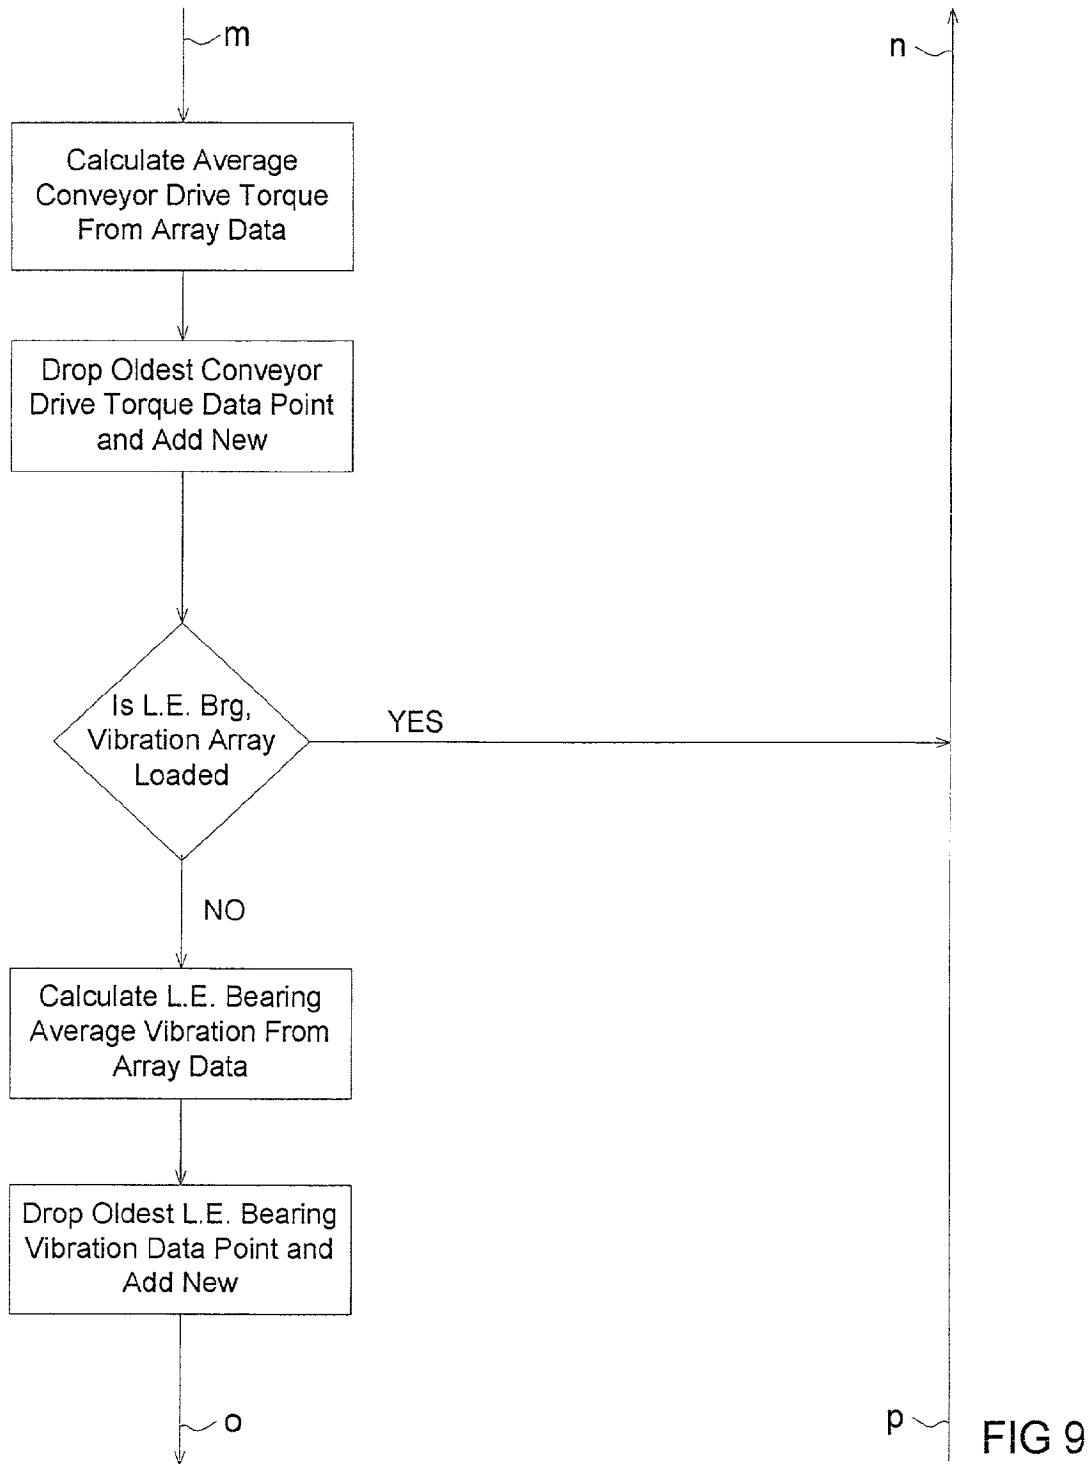 m
n
Calculate Average
Conveyor Drive Torque
From Array Data
Drop Oldest Conveyor
Drive Torque Data Point
and Add New
Is L.E. Brg,
Vibration Array
Loaded
YES
NO
Calculate L.E. Bearing
Average Vibration From
Array Data
Drop Oldest L.E. Bearing
Vibration Data Point and
Add New
o
p
FIG 9